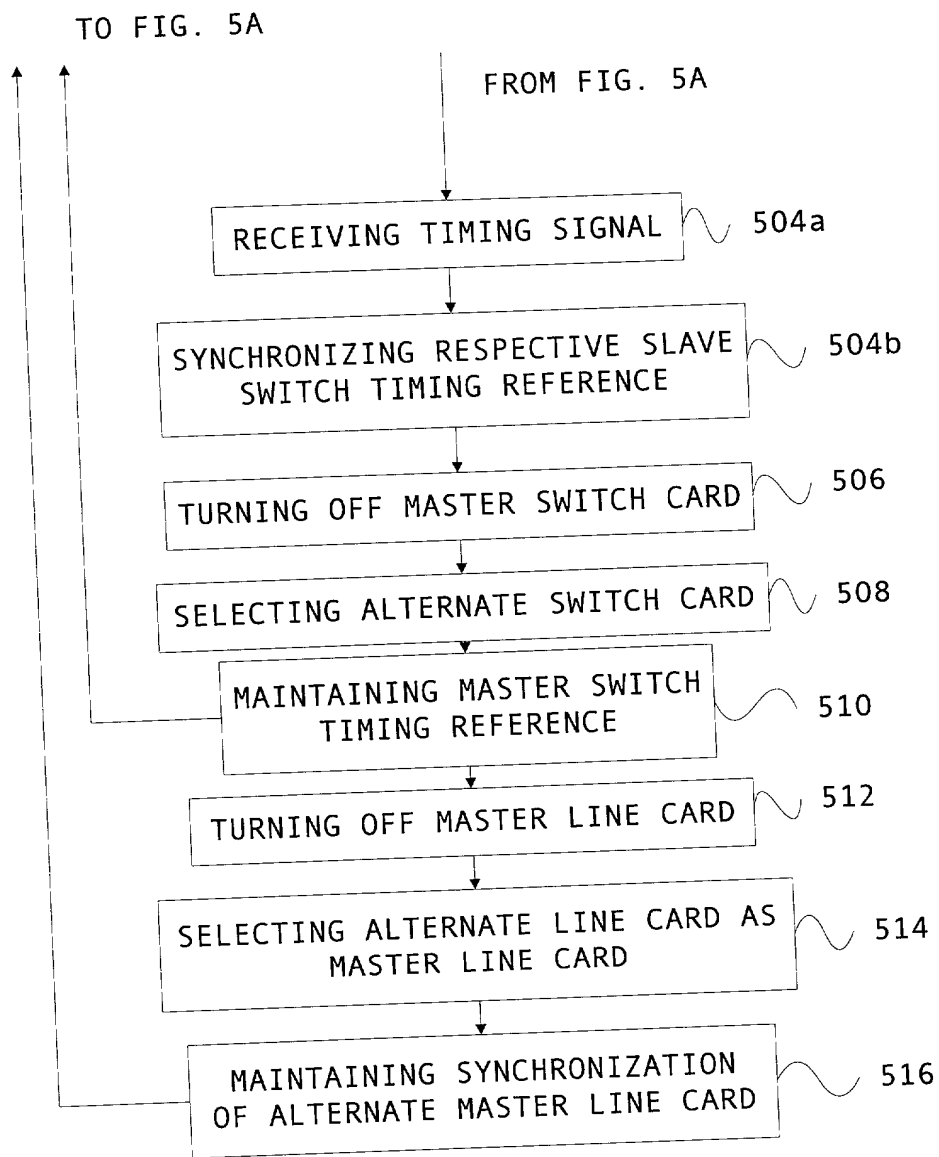 TO FIG. 5A
FROM FIG. 5A
RECEIVING TIMING SIGNAL
504a
SYNCHRONIZING RESPECTIVE SLAVE
SWITCH TIMING REFERENCE
504b
TURNING OFF MASTER SWITCH CARD
506
SELECTING ALTERNATE SWITCH CARD
508
MAINTAINING MASTER SWITCH
TIMING REFERENCE
510
TURNING OFF MASTER LINE CARD
512
SELECTING ALTERNATE LINE CARD AS
MASTER LINE CARD
514
MAINTAINING SYNCHRONIZATION
OF ALTERNATE MASTER LINE CARD
516